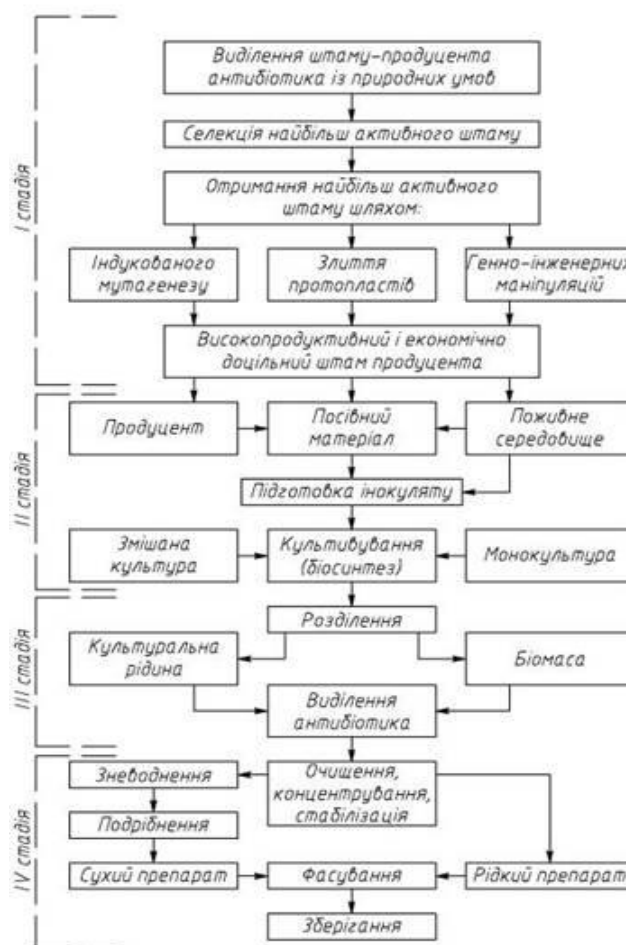 I стадія
Виділення штаму-продуцента
антибіотика із природних умов
Селекція найбільш активного штаму
Отримання найбільш активного
штаму шляхом:
Індукованого
мутагенезу
Злиття
протопластів
Генно-інженерних
маніпуляцій
Високопродуктивний і економічно
доцільний штам продуцента
II стадія
Продуцент
Посівний
матеріал
Поживне
середовище
Підготовка інокуляту
Змішана
культура
Культивування
(біосинтез)
Монокультура
III стадія
Розділення
Культуральна
рідина
Біомаса
Виділення
антибіотика
IV стадія
Зневоднення
Очищення,
концентрування,
стабілізація
Подрібнення
Сухий препарат
Фасування
Рідкий препарат
Зберігання